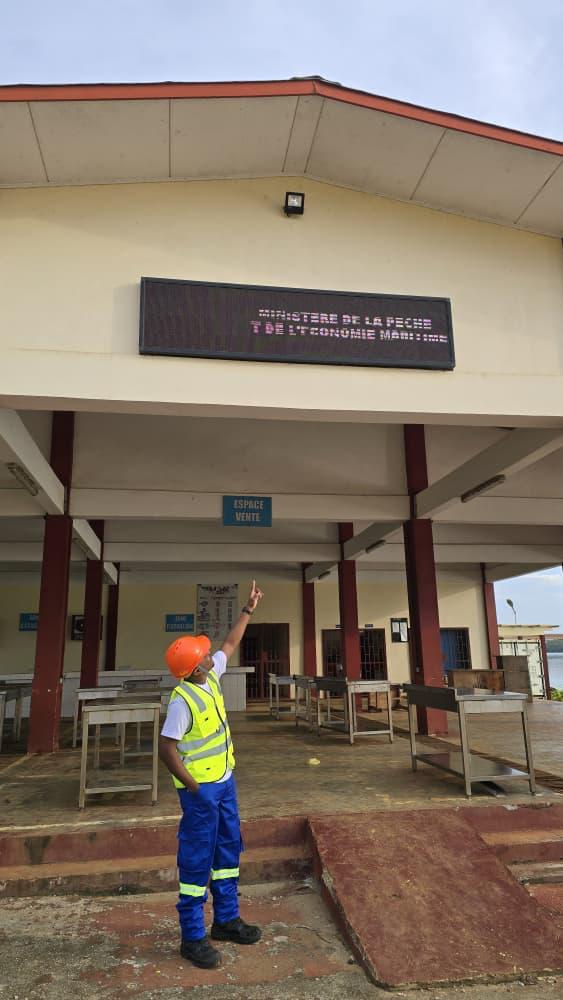 MINISTERE DE LA PECHE
T DE L'ECONOMIE MARITIME
ESPACE
VENTE